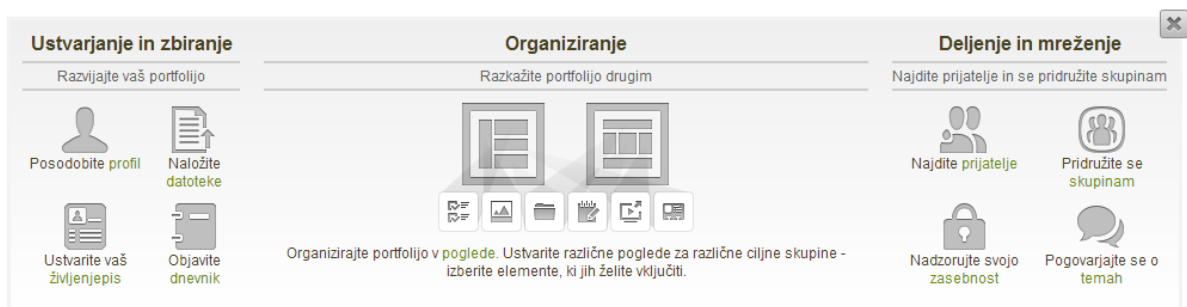 Ustvarjanje in zbiranje
Razvijajte vaš portfolijo
Posodobite profil
Naložite
datoteke
Ustvarite vaš
življenjepis
Objavite
dnevnik
Organiziranje
Razkažite portfolijo drugim
Organizirajte portfolijo v poglede. Ustvarite različne poglede za različne ciljne skupine -
izberite elemente, ki jih želite vključiti.
Deljenje in mreženje
Najdite prijatelje in se pridružite skupinam
Najdite prijatelje
Pridružite se
skupinam
Nadzorujte svojo
zasebnost
Pogovarjajte se o
temah